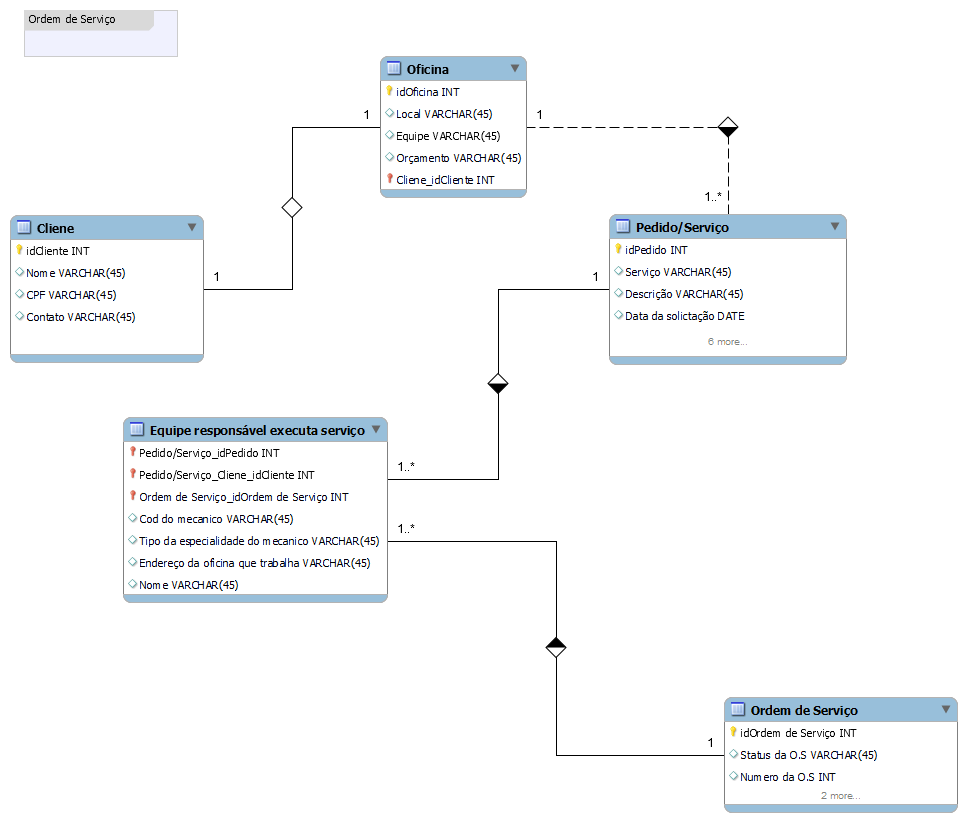 Ordem de Serviço
Oficina
idOficina INT
Local VARCHAR(45)
Equipe VARCHAR(45)
Orçamento VARCHAR(45)
Cliene_idCliente INT
1
1
1..*
Cliene
idCliente INT
Nome VARCHAR(45)
CPF VARCHAR(45)
Contato VARCHAR(45)
1
Pedido/Serviço
idPedido INT
Serviço VARCHAR(45)
Descrição VARCHAR(45)
Data da solictação DATE
6 more...
1
Equipe responsável executa serviço
Pedido/Serviço_idPedido INT
Pedido/Serviço_Cliene_idCliente INT
Ordem de Serviço_idOrdem de Serviço INT
Cod do mecanico VARCHAR(45)
Tipo da especialidade do mecanico VARCHAR(45)
Endereço da oficina que trabalha VARCHAR(45)
Nome VARCHAR(45)
1..*
1..*
Ordem de Serviço
idOrdem de Serviço INT
Status da O.S VARCHAR(45)
Numero da O.S INT
2 more...
1